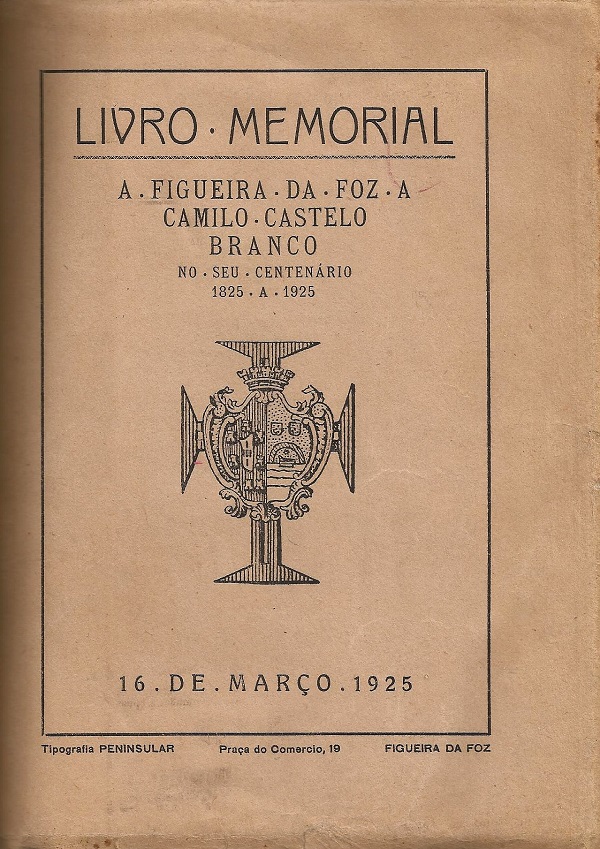 LIVRO · MEMORIAL
A · FIGUEIRA · DA · FOZ · A
CAMILO · CASTELO
BRANCO
NO · SEU · CENTENÁRIO
1825 · A · 1925
16 . DE . MARÇO . 1925
Tipografia PENINSULAR Praça do Comercio, 19 FIGUEIRA DA FOZ